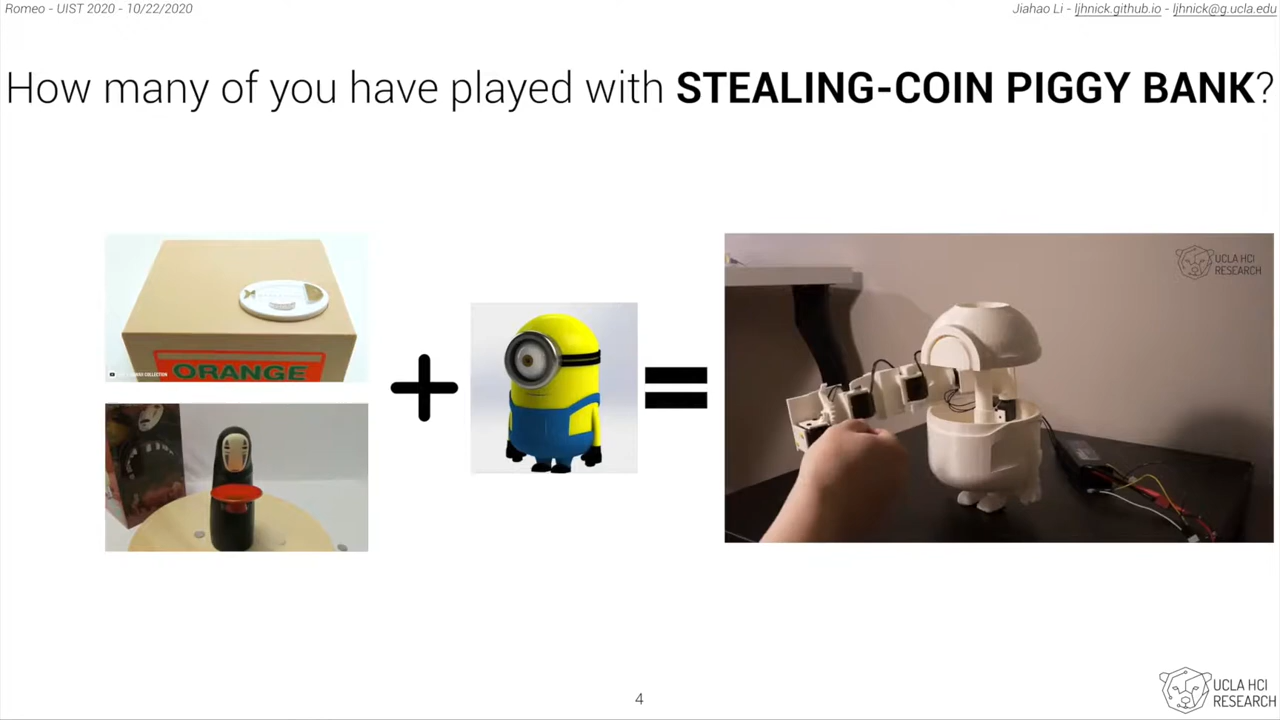 Romeo - UIST 2020 - 10/22/2020
Jiahao Li - ljhnick.github.io - ljhnick@g.ucla.edu
How many of you have played with STEALING-COIN PIGGY BANK?
ORANGE
UCLA HCI
RESEARCH
4
UCLA HCI
RESEARCH